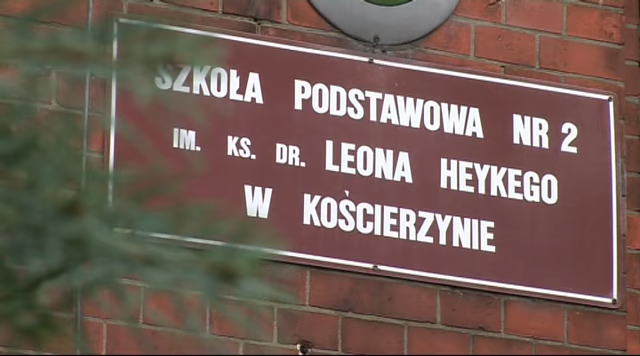 SZKOŁA PODSTAWOWA NR 2
IM. KS. DR. LEONA HEYKEGO
W KOŚCIERZYNIE